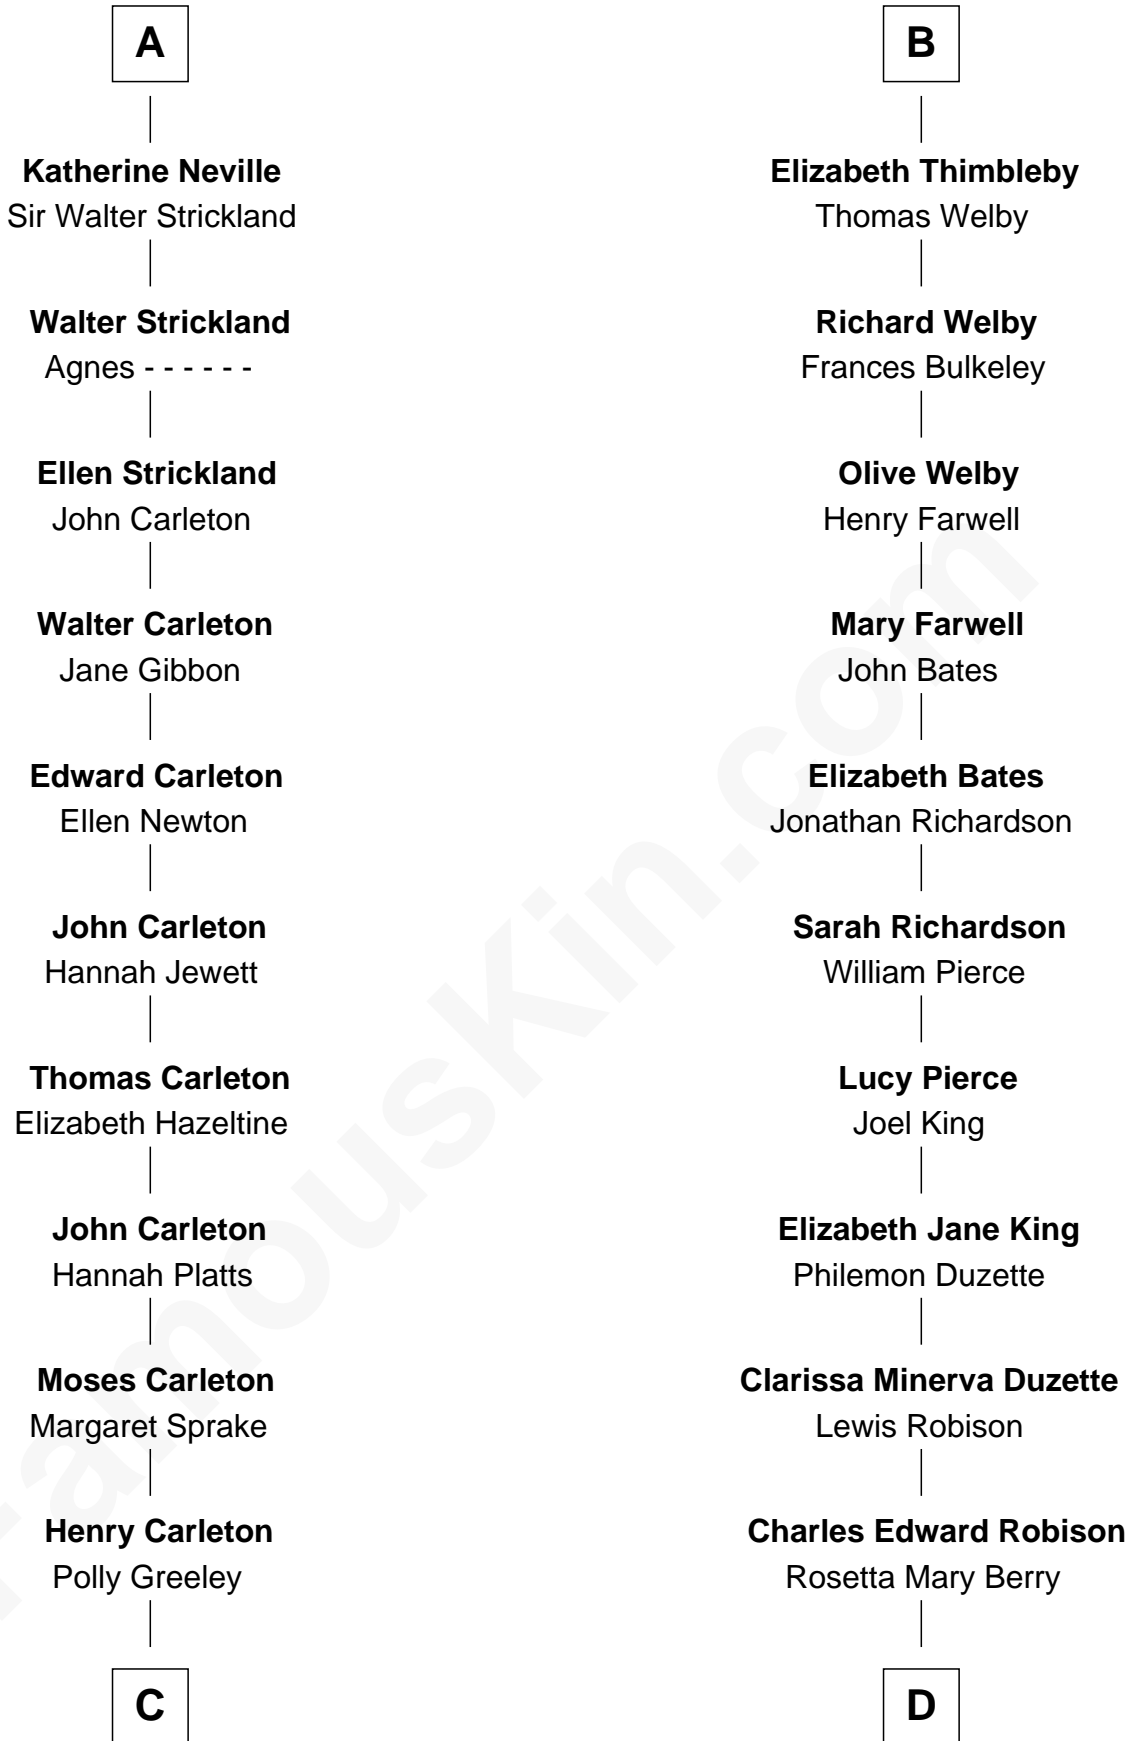 A
Katherine Neville
Sir Walter Strickland
Walter Strickland
Agnes - - - - - -
Ellen Strickland
John Carleton
Walter Carleton
Jane Gibbon
Edward Carleton
Ellen Newton
John Carleton
Hannah Jewett
Thomas Carleton
Elizabeth Hazeltine
John Carleton
Hannah Platts
Moses Carleton
Margaret Sprake
Henry Carleton
Polly Greeley
C
B
Elizabeth Thimbleby
Thomas Welby
Richard Welby
Frances Bulkeley
Olive Welby
Henry Farwell
Mary Farwell
John Bates
Elizabeth Bates
Jonathan Richardson
Sarah Richardson
William Pierce
Lucy Pierce
Joel King
Elizabeth Jane King
Philemon Duzette
Clarissa Minerva Duzette
Lewis Robison
Charles Edward Robison
Rosetta Mary Berry
D
FamousKin.com